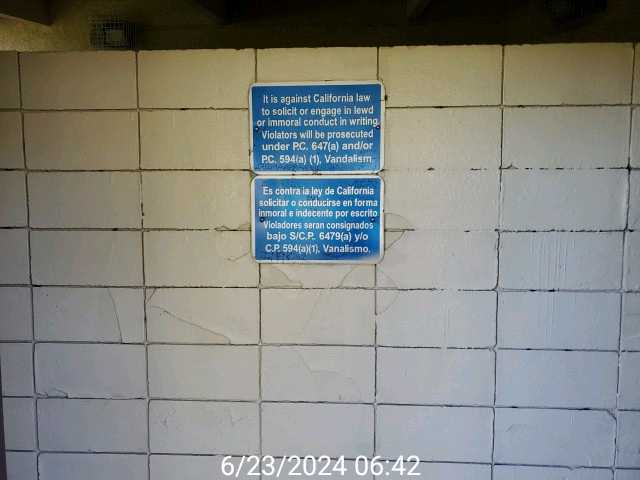 It is against California law
to solicit or engage in lewd
or immoral conduct in writing.
Violators will be prosecuted
under P.C. 647(a) and/or
P.C. 594(a) (1), Vandalism.
Es contra la ley de California
solicitar o conducirse en forma
inmoral e indecente por escrito
Violadores seran consignados
bajo S/C.P. 6479(a) y/o
C.P. 594(a)(1), Vanalismo.
6/23/2024 06:42